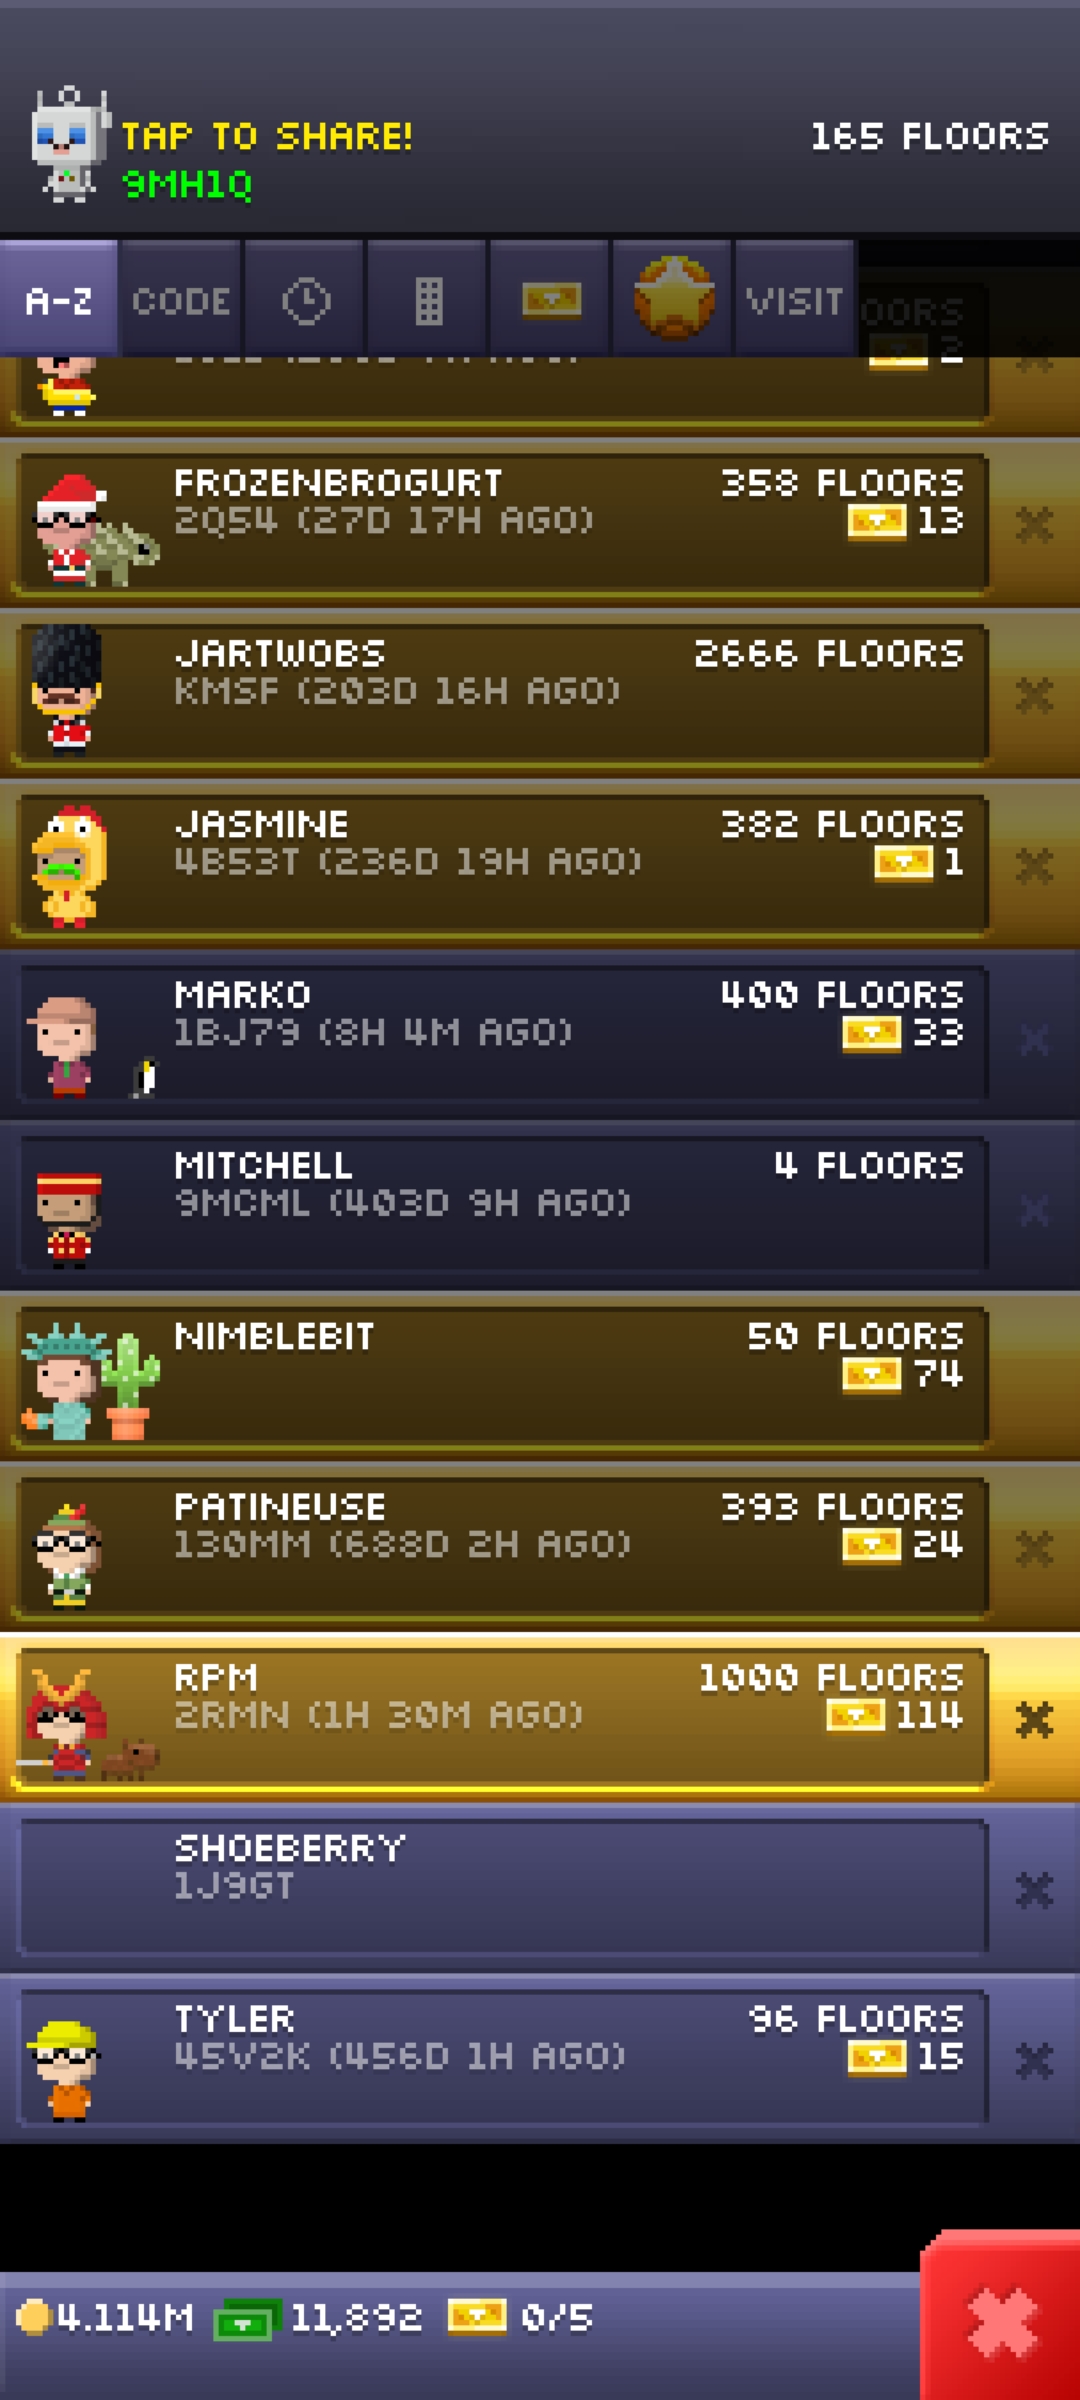 TAP TO SHARE!
165 FLOORS
9MH1Q
A-Z CODE VISIT
2
FROZENBROGURT 358 FLOORS
2Q54 (27D 17H AGO) 13
JARTWOBS 2666 FLOORS
KMSF (203D 16H AGO)
JASMINE 382 FLOORS
4B53T (236D 19H AGO) 1
MARKO 400 FLOORS
1BJ79 (8H 4M AGO) 33
MITCHELL 4 FLOORS
9MCML (403D 9H AGO)
NIMBLEBIT 50 FLOORS
74
PATINEUSE 393 FLOORS
130MM (688D 2H AGO) 24
RPM 1000 FLOORS
2RMN (1H 30M AGO) 114
SHOEBERRY
1J9GT
TYLER 96 FLOORS
45V2K (456D 1H AGO) 15
4.114M 11,892 0/5